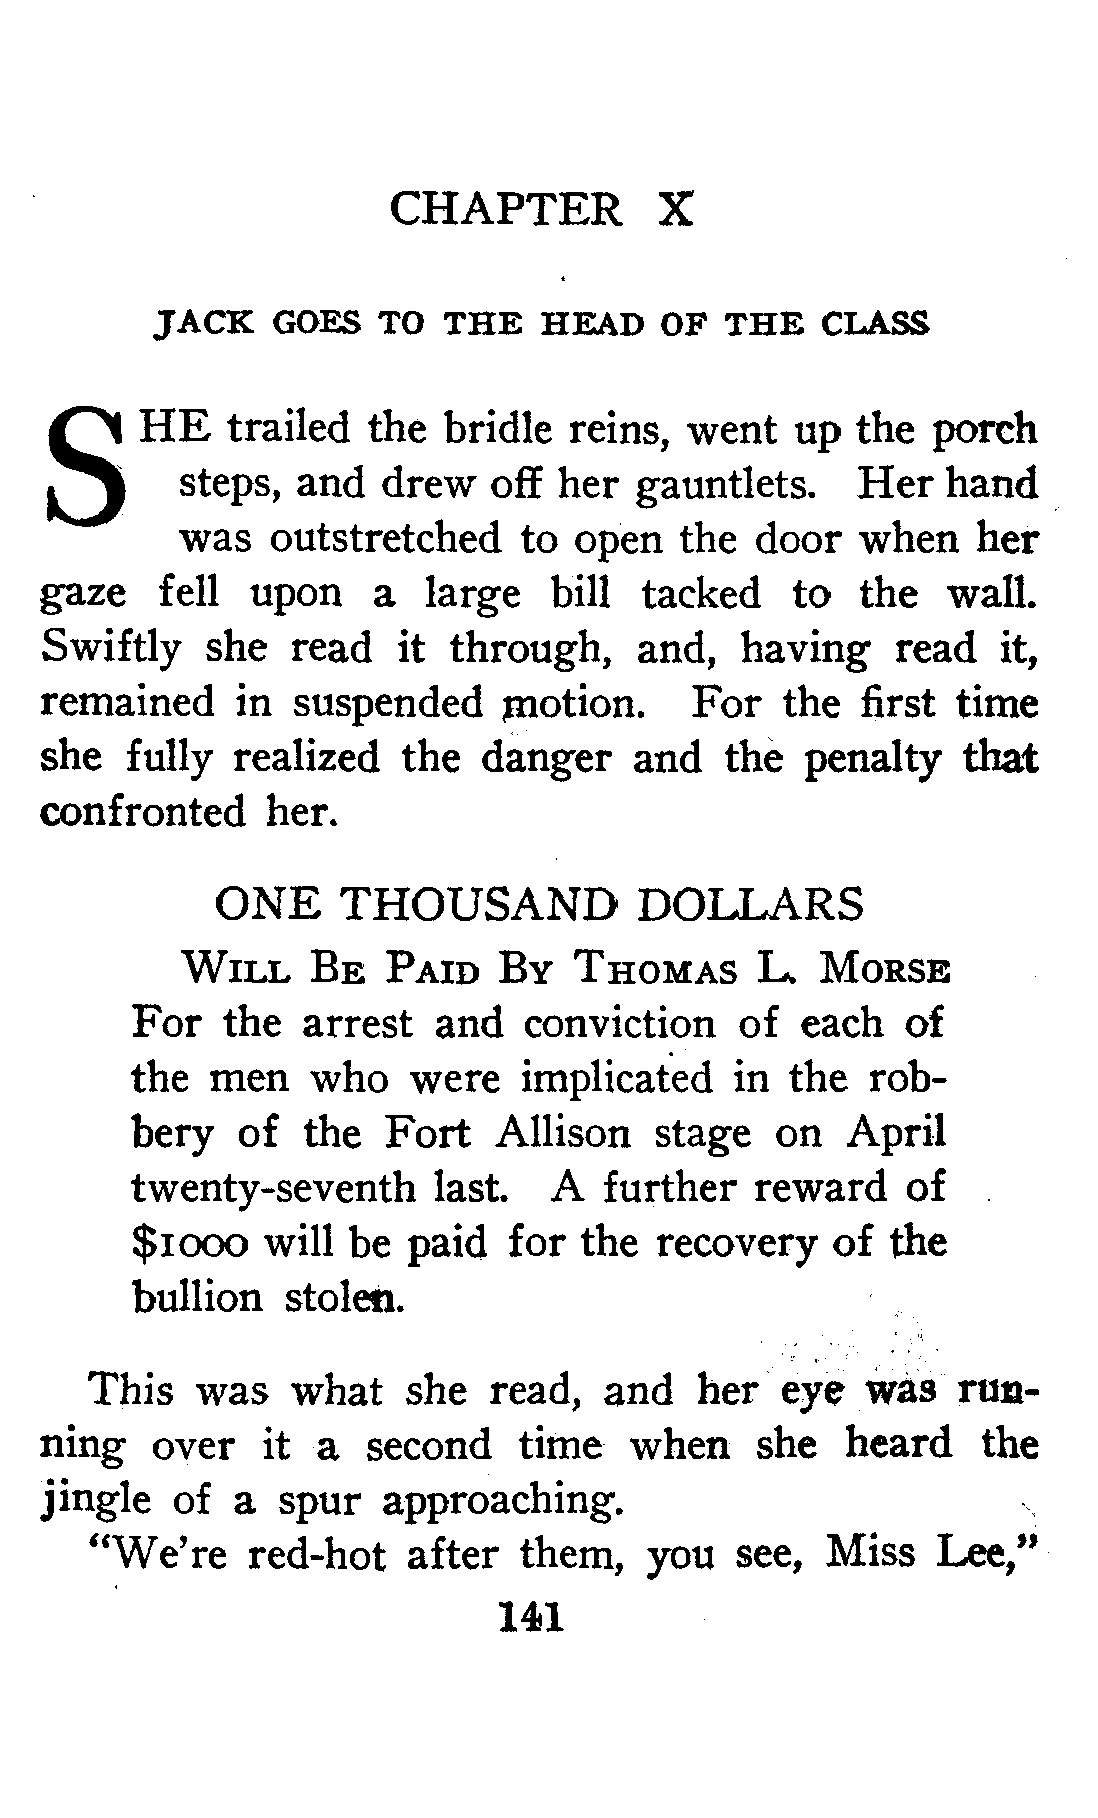 CHAPTER X
JACK GOES TO THE HEAD OF THE CLASS
SHE trailed the bridle reins, went up the porch
steps, and drew off her gauntlets. Her hand
was outstretched to open the door when her
gaze fell upon a large bill tacked to the wall.
Swiftly she read it through, and, having read it,
remained in suspended motion. For the first time
she fully realized the danger and the penalty that
confronted her.
ONE THOUSAND DOLLARS
WILL BE PAID BY THOMAS L. MORSE
For the arrest and conviction of each of
the men who were implicated in the rob-
bery of the Fort Allison stage on April
twenty-seventh last. A further reward of
$1000 will be paid for the recovery of the
bullion stolen.
This was what she read, and her eye was run-
ning over it a second time when she heard the
jingle of a spur approaching.
“We’re red-hot after them, you see, Miss Lee,”
141